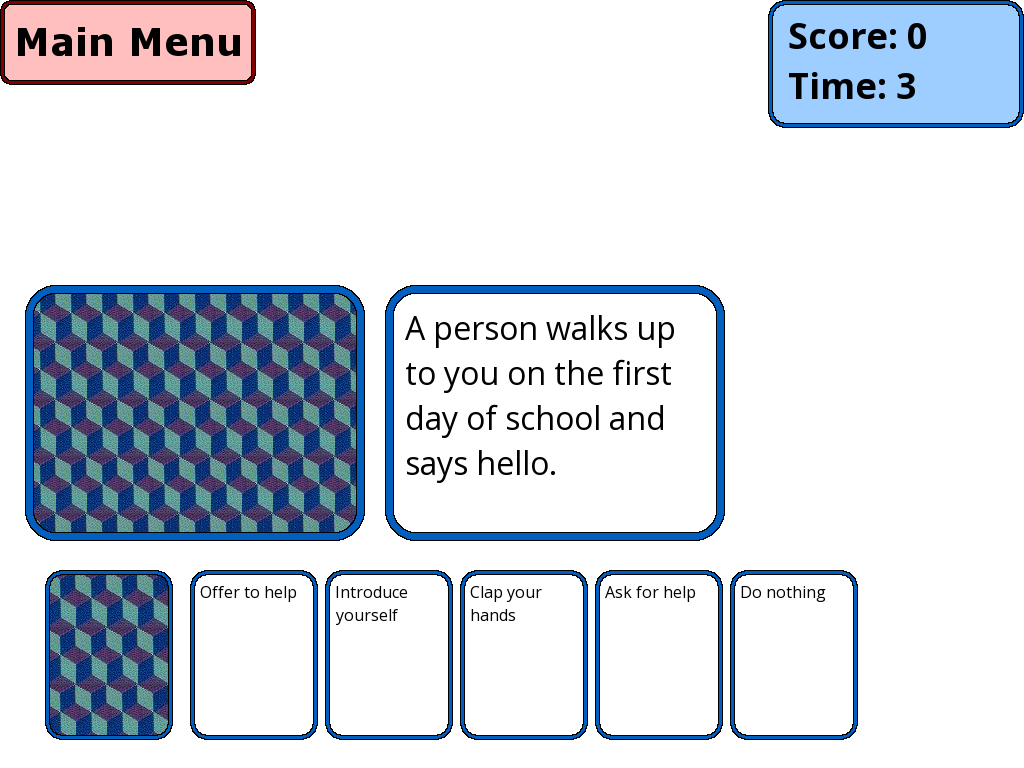 Main Menu
Score: 0
Time: 3
A person walks up
to you on the first
day of school and
says hello.
Offer to help
Introduce
yourself
Clap your
hands
Ask for help
Do nothing